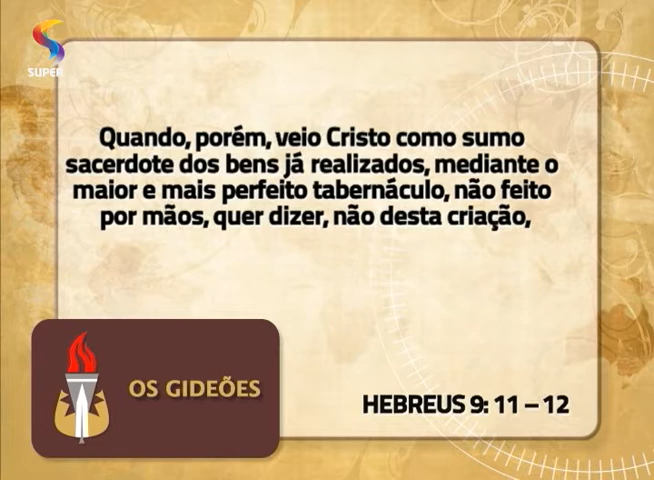 SUPER
Quando, porém, veio Cristo como sumo
sacerdote dos bens já realizados, mediante o
maior e mais perfeito tabernáculo, não feito
por mãos, quer dizer, não desta criação,
OS GIDEÕES
HEBREUS 9: 11 – 12